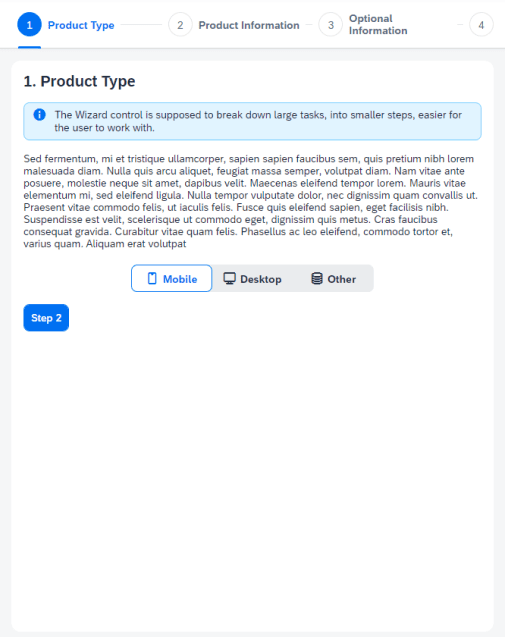 1 Product Type 2 Product Information 3 Optional Information 4
1. Product Type
The Wizard control is supposed to break down large tasks, into smaller steps, easier for
the user to work with.
Sed fermentum, mi et tristique ullamcorper, sapien sapien faucibus sem, quis pretium nibh lorem
malesuada diam. Nulla quis arcu aliquet, feugiat massa semper, volutpat diam. Nam vitae ante
posuere, molestie neque sit amet, dapibus velit. Maecenas eleifend tempor lorem. Mauris vitae
elementum mi, sed eleifend ligula. Nulla tempor vulputate dolor, nec dignissim quam convallis ut.
Praesent vitae commodo felis, ut iaculis felis. Fusce quis eleifend sapien, eget facilisis nibh.
Suspendisse est velit, scelerisque ut commodo eget, dignissim quis metus. Cras faucibus
consequat gravida. Curabitur vitae quam felis. Phasellus ac leo eleifend, commodo tortor et,
varius quam. Aliquam erat volutpat
Mobile Desktop Other
Step 2